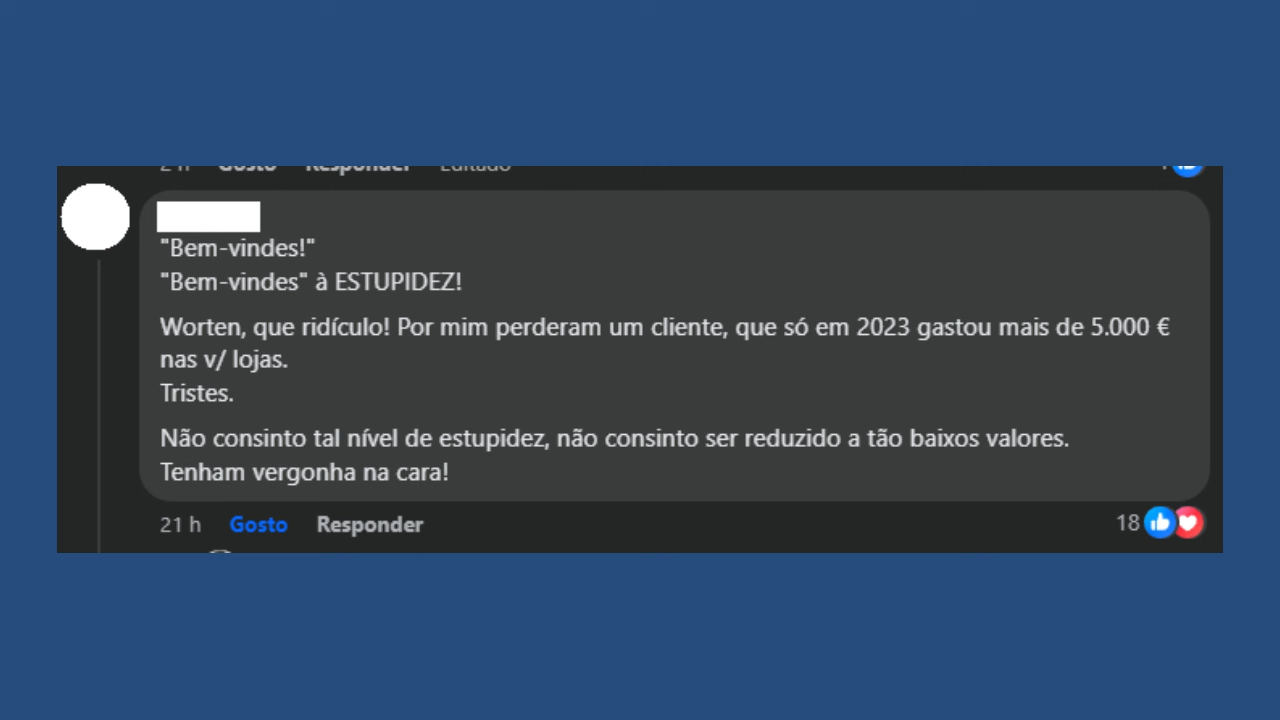 Gosto Responder Editado
"Bem-vindes!"
"Bem-vindes" à ESTUPIDEZ!
Worten, que ridículo! Por mim perderam um cliente, que só em 2023 gastou mais de 5.000 €
nas v/ lojas.
Tristes.
Não consinto tal nível de estupidez, não consinto ser reduzido a tão baixos valores.
Tenham vergonha na cara!
21 h Gosto Responder 18